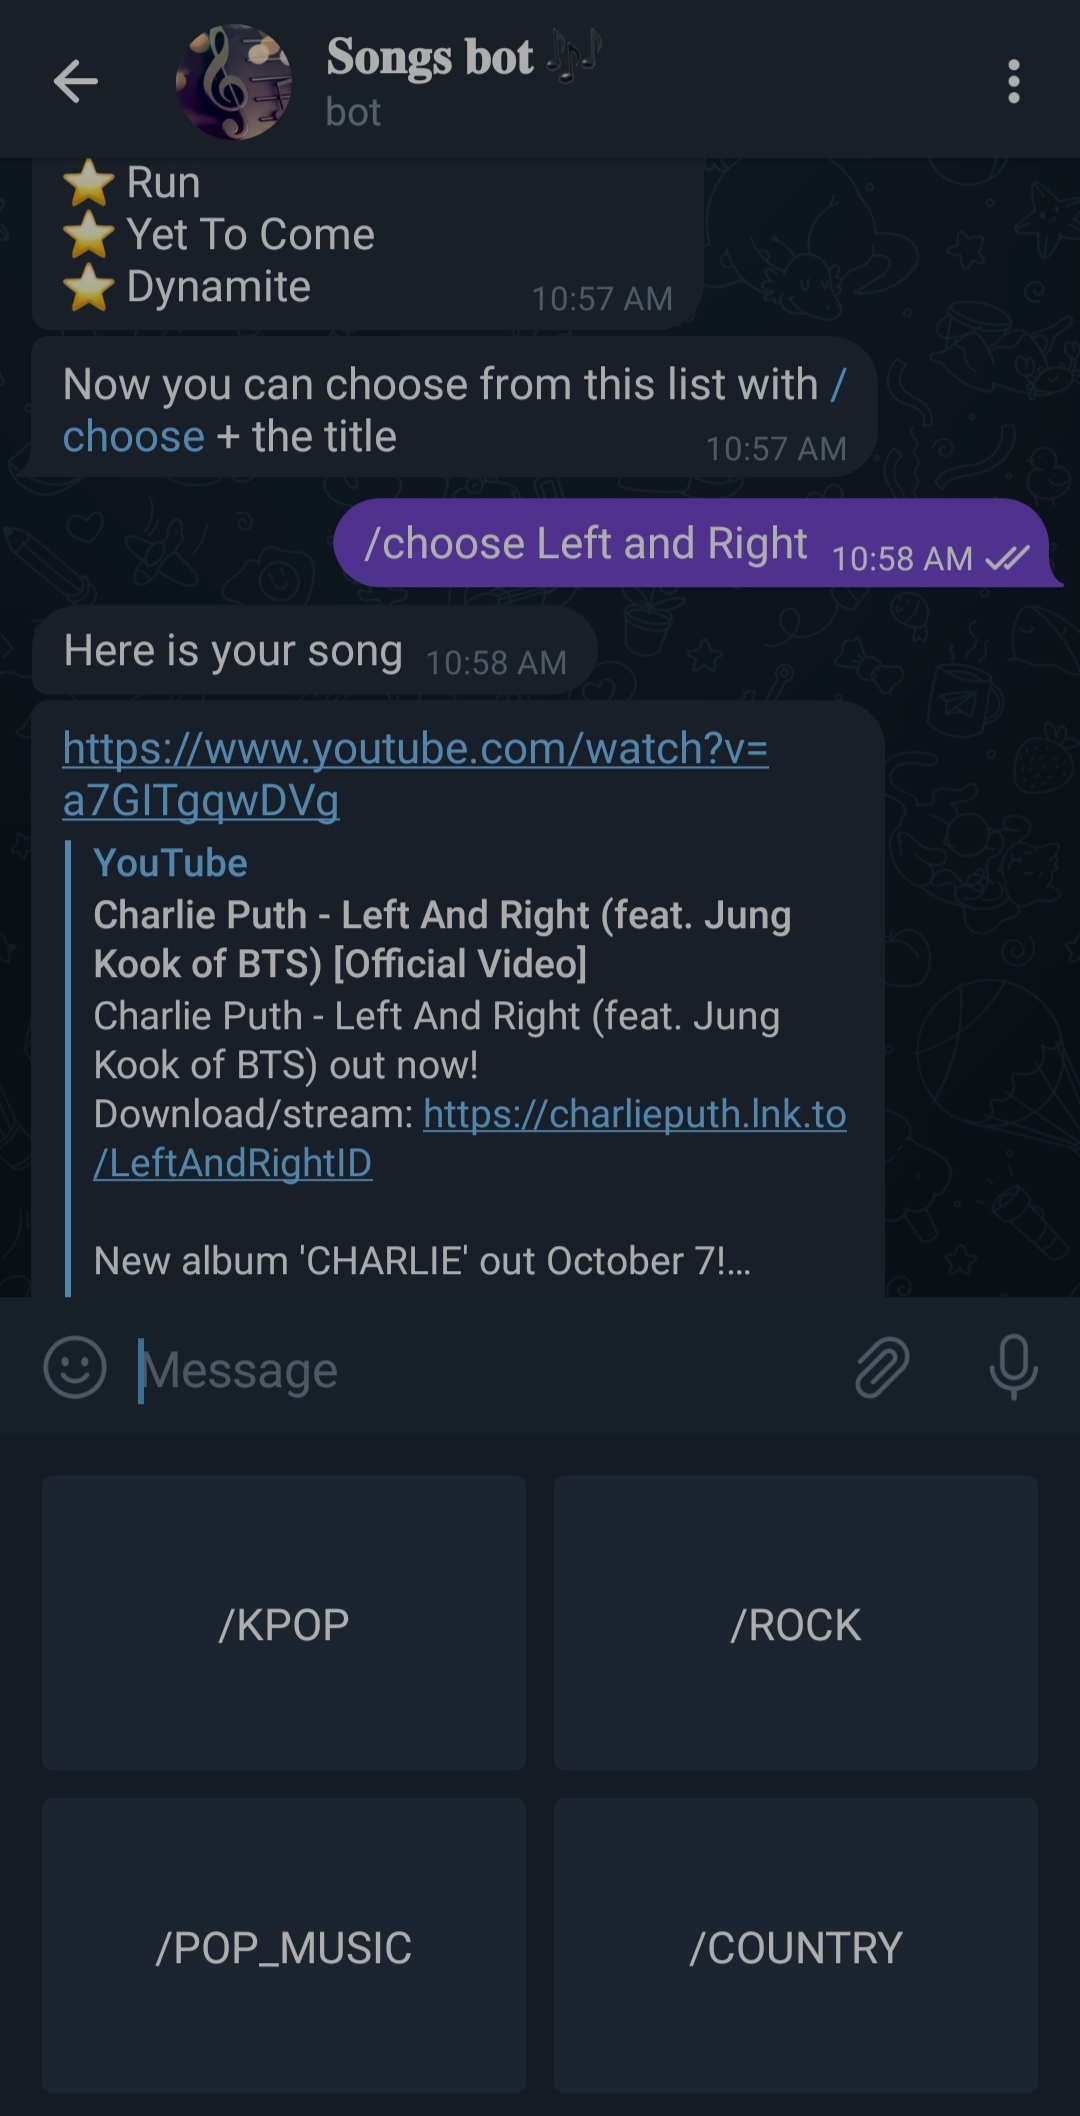 Songs bot 🎶
bot
⭐ Run
⭐ Yet To Come
⭐ Dynamite
10:57 AM
Now you can choose from this list with /
choose + the title
10:57 AM
/choose Left and Right 10:58 AM
Here is your song 10:58 AM
https://www.youtube.com/watch?v=
a7GITgqwDVg
YouTube
Charlie Puth - Left And Right (feat. Jung
Kook of BTS) [Official Video]
Charlie Puth - Left And Right (feat. Jung
Kook of BTS) out now!
Download/stream: https://charlieputh.lnk.to
/LeftAndRightID
New album 'CHARLIE' out October 7!...
Message
/KPOP
/ROCK
/POP_MUSIC
/COUNTRY